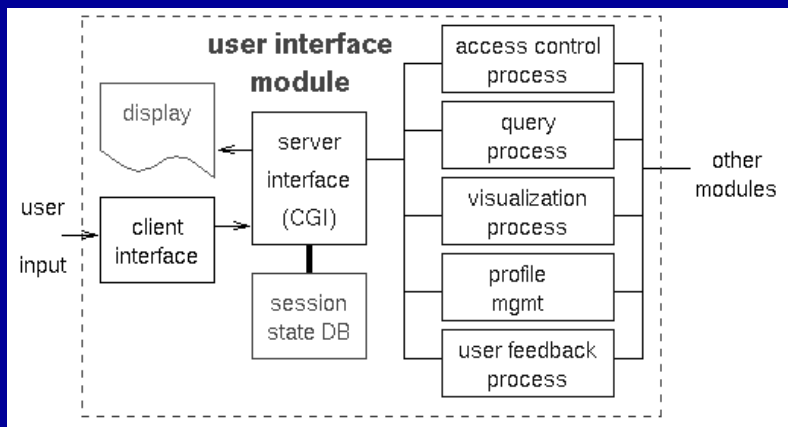 user interface
module
display
server
interface
(CGI)
user
input
client
interface
session
state DB
access control
process
query
process
visualization
process
profile
mgmt
user feedback
process
other
modules